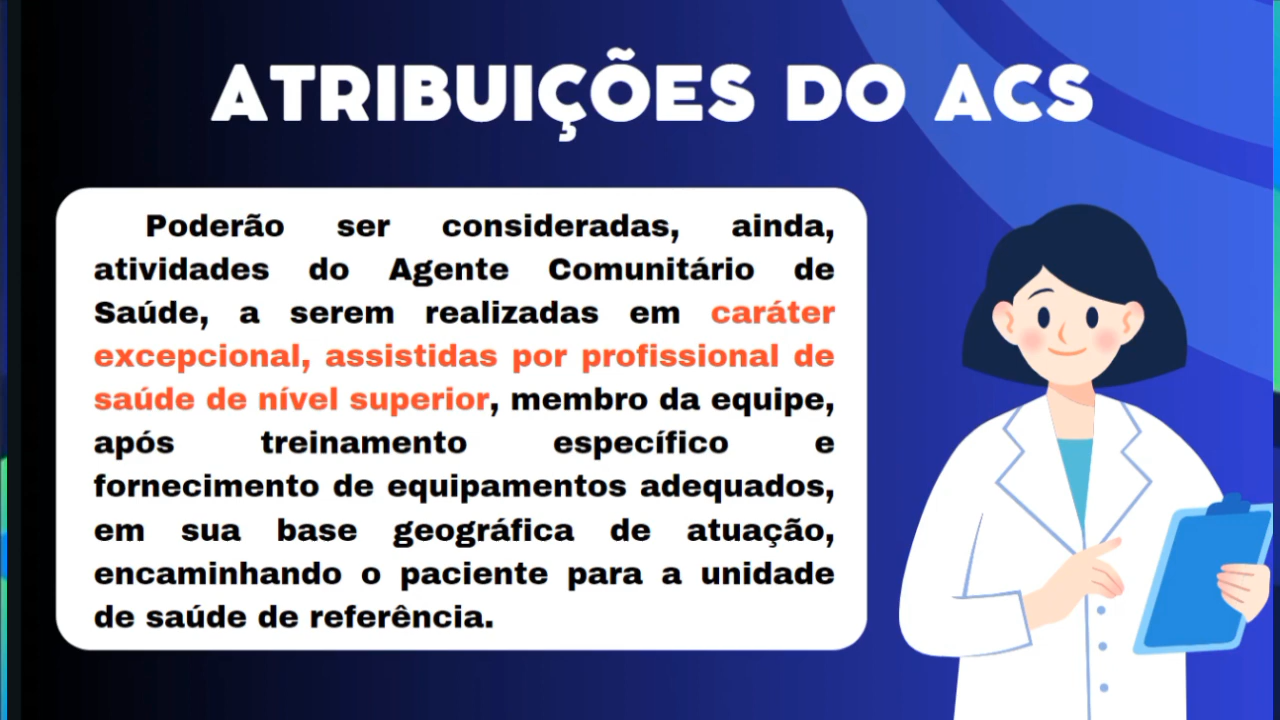 ATRIBUIÇÕES DO ACS
Poderão ser consideradas, ainda,
atividades do Agente Comunitário de
Saúde, a serem realizadas em caráter
excepcional, assistidas por profissional de
saúde de nível superior, membro da equipe,
após treinamento específico e
fornecimento de equipamentos adequados,
em sua base geográfica de atuação,
encaminhando o paciente para a unidade
de saúde de referência.